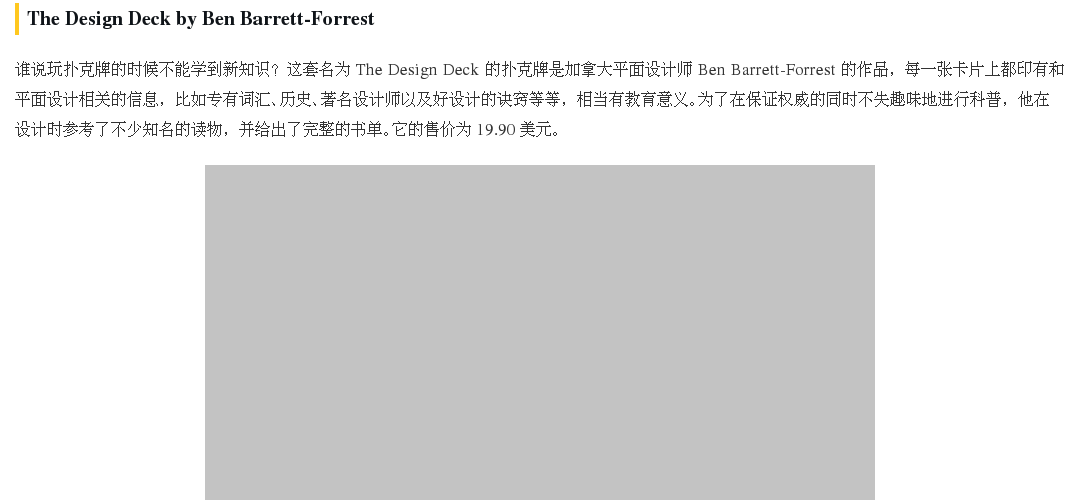 The Design Deck by Ben Barrett-Forrest
谁说玩扑克牌的时候不能学到新知识？这套名为 The Design Deck 的扑克牌是加拿大平面设计师 Ben Barrett-Forrest 的作品，每一张卡片上都印有和
平面设计相关的信息，比如专有词汇、历史、著名设计师以及好设计的诀窍等等，相当有教育意义。为了在保证权威的同时不失趣味地进行科普，他在
设计时参考了不少知名的读物，并给出了完整的书单。它的售价为 19.90 美元。